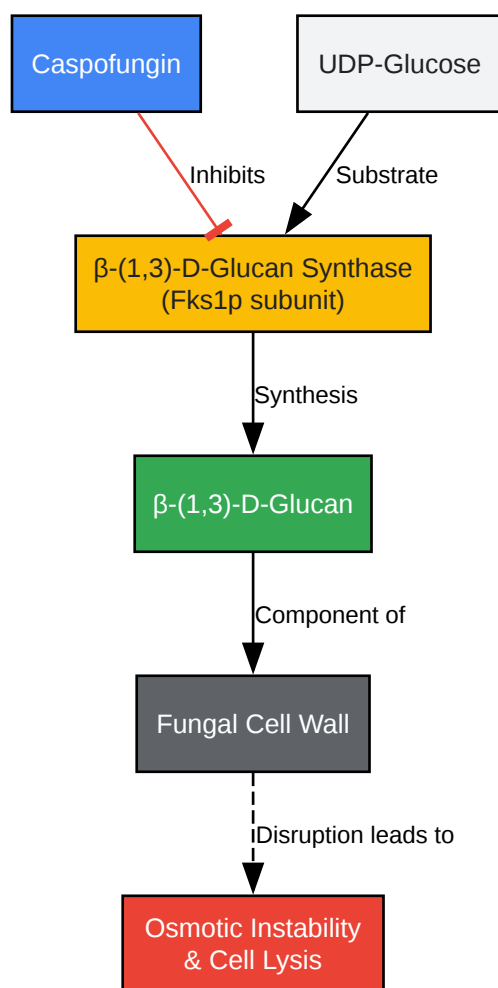 Caspofungin
UDP-Glucose
Inhibits
Substrate
β-(1,3)-D-Glucan Synthase
(Fks1p subunit)
Synthesis
β-(1,3)-D-Glucan
Component of
Fungal Cell Wall
Disruption leads to
Osmotic Instability
& Cell Lysis